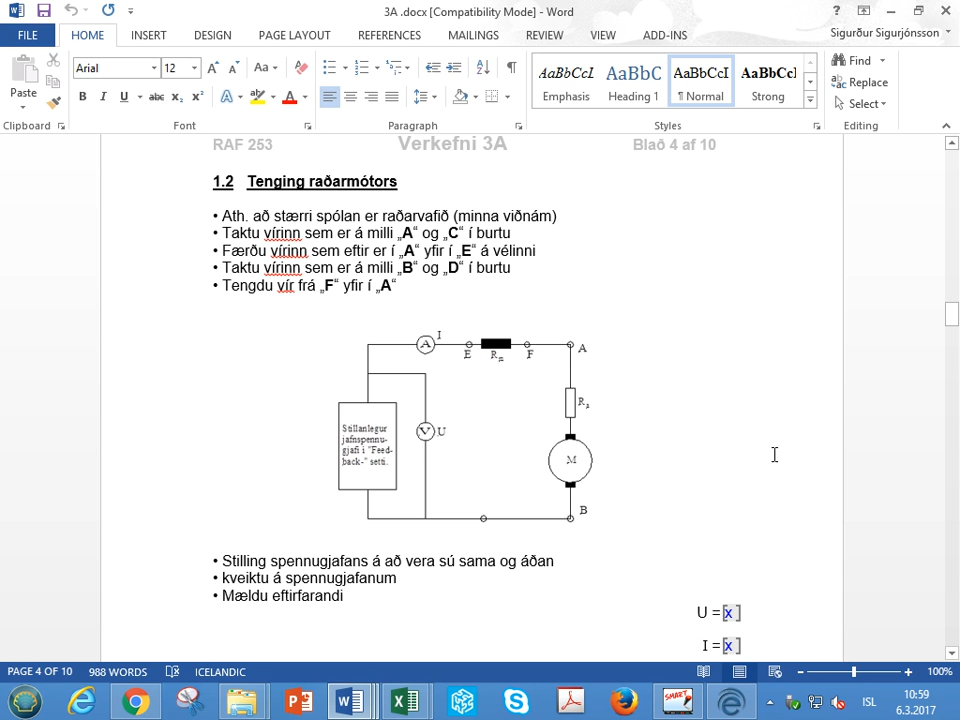 3A .docx [Compatibility Mode] - Word
Sigurður Sigurjónsson
FILE HOME INSERT DESIGN PAGE LAYOUT REFERENCES MAILINGS REVIEW VIEW ADD-INS
Paste
Arial 12
Aa
B I U abc x₂ x²
AaBbCcI AaBbC AaBbCcI AaBbCcI
Emphasis Heading 1 ¶ Normal Strong
Find
Replace
Select
Clipboard Font Paragraph Styles Editing
RAF 253 Verkefni 3A Blað 4 af 10
1.2 Tenging raðarmótors
• Ath. að stærri spólan er raðarvafið (minna viðnám)
• Taktu vírinn sem er á milli „A“ og „C“ í burtu
• Færðu vírinn sem eftir er í „A“ yfir í „E“ á vélinni
• Taktu vírinn sem er á milli „B“ og „D“ í burtu
• Tengdu vír frá „F“ yfir í „A“
I
A
E
F
A
V U
Stillanlegur
jafnspennu-
gjafi í "Feed-
back-" setti.
M
B
• Stilling spennugjafans á að vera sú sama og áðan
• kveiktu á spennugjafanum
• Mældu eftirfarandi
U = [x ]
I = [x ]
PAGE 4 OF 10 988 WORDS ICELANDIC 100%
ISL
10:59
6.3.2017